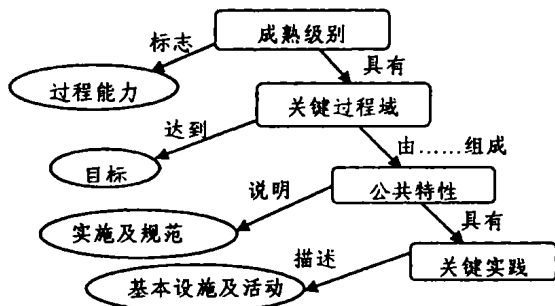 成熟级别
标志
具有
过程能力
关键过程域
达到
由……组成
目标
公共特性
说明
具有
实施及规范
关键实践
描述
基本设施及活动